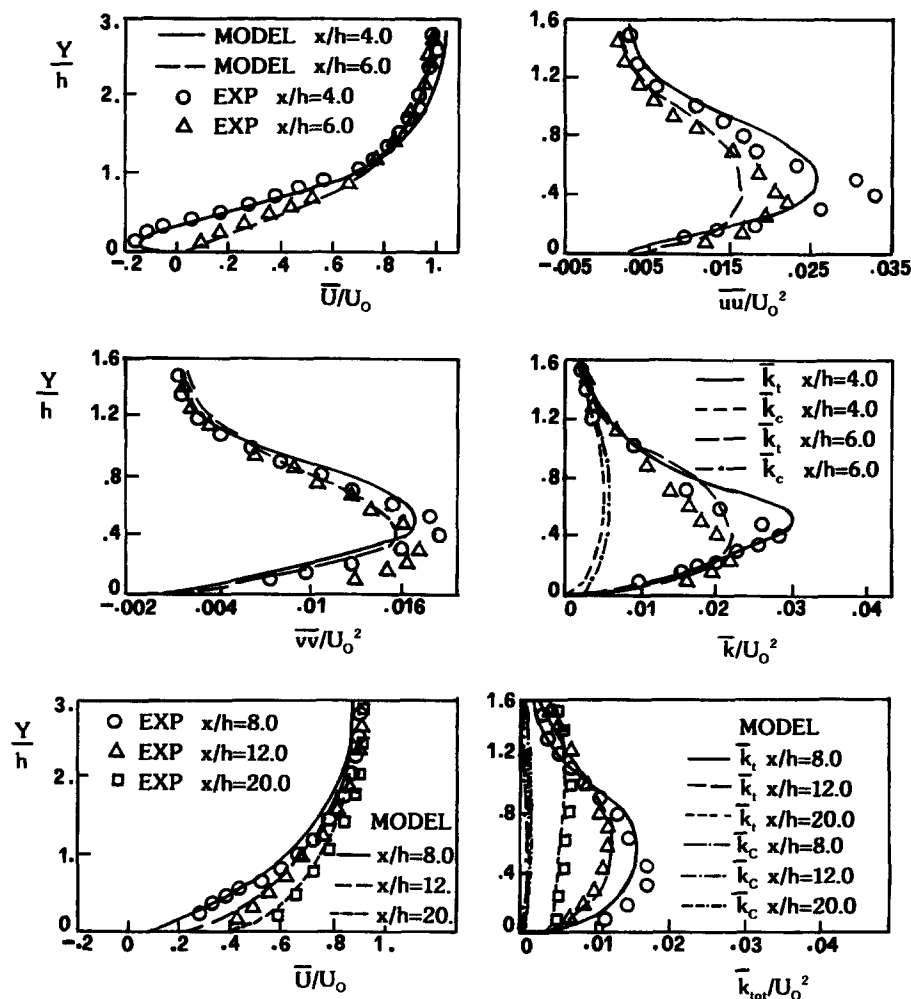 Y/h
3.
2.
1.
0
MODEL x/h=4.0
MODEL x/h=6.0
EXP x/h=4.0
EXP x/h=6.0
-.2 0 .2 .4 .6 .8 1.
U̅/U₀
1.6
1.2
.8
.4
0
-.005 .005 .015 .025 .035
u̅u̅/U₀²
Y/h
1.6
1.2
.8
.4
0
-.002 .004 .01 .016
v̅v̅/U₀²
1.6
1.2
.8
.4
0
k̅ₜ x/h=4.0
k̅c x/h=4.0
k̅ₜ x/h=6.0
k̅c x/h=6.0
0 .01 .02 .03 .04
k̅/U₀²
Y/h
3.
2.
1.
0
EXP x/h=8.0
EXP x/h=12.0
EXP x/h=20.0
MODEL
x/h=8.0
x/h=12.
x/h=20.
-.2 0 .2 .4 .6 .8 1.
U̅/U₀
1.6
1.2
.8
.4
0
MODEL
k̅ₜ x/h=8.0
k̅ₜ x/h=12.0
k̅ₜ x/h=20.0
k̅C x/h=8.0
k̅C x/h=12.0
k̅C x/h=20.0
0 .01 .02 .03 .04
k̅tot/U₀²